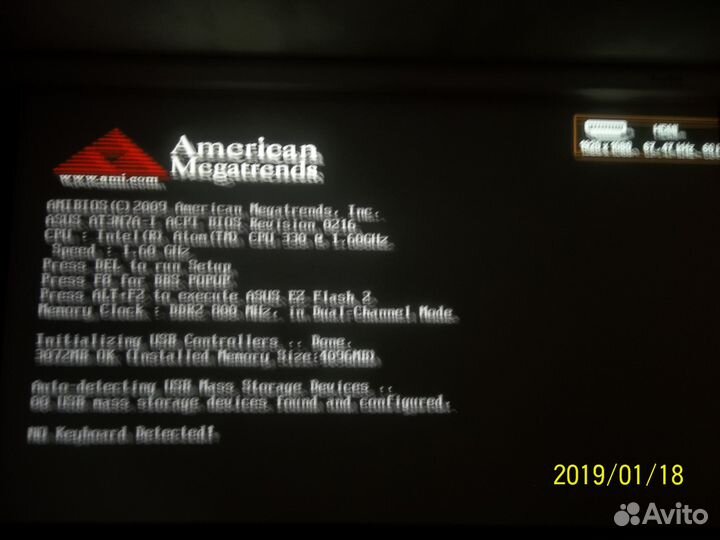 American
Megatrends
www.ami.com
AMIBIOS(C)2009 American Megatrends, Inc.
ASUS AT3N7A-I ACPI BIOS Revision 0216
CPU : Intel(R) Atom(TM) CPU 330 @ 1.60GHz
Speed : 1.60 GHz
Press DEL to run Setup
Press F8 for BBS POPUP
Press ALT+F2 to execute ASUS EZ Flash 2
Memory Clock : DDR2 800 MHz, in Dual-Channel Mode
Initializing USB Controllers .. Done.
3072MB OK (Installed Memory Size:4096MB)
Auto-detecting USB Mass Storage Devices ..
00 USB mass storage devices found and configured.
NO Keyboard Detected!
HDMI
1920x1080 67.47kHz
2019/01/18
Avito